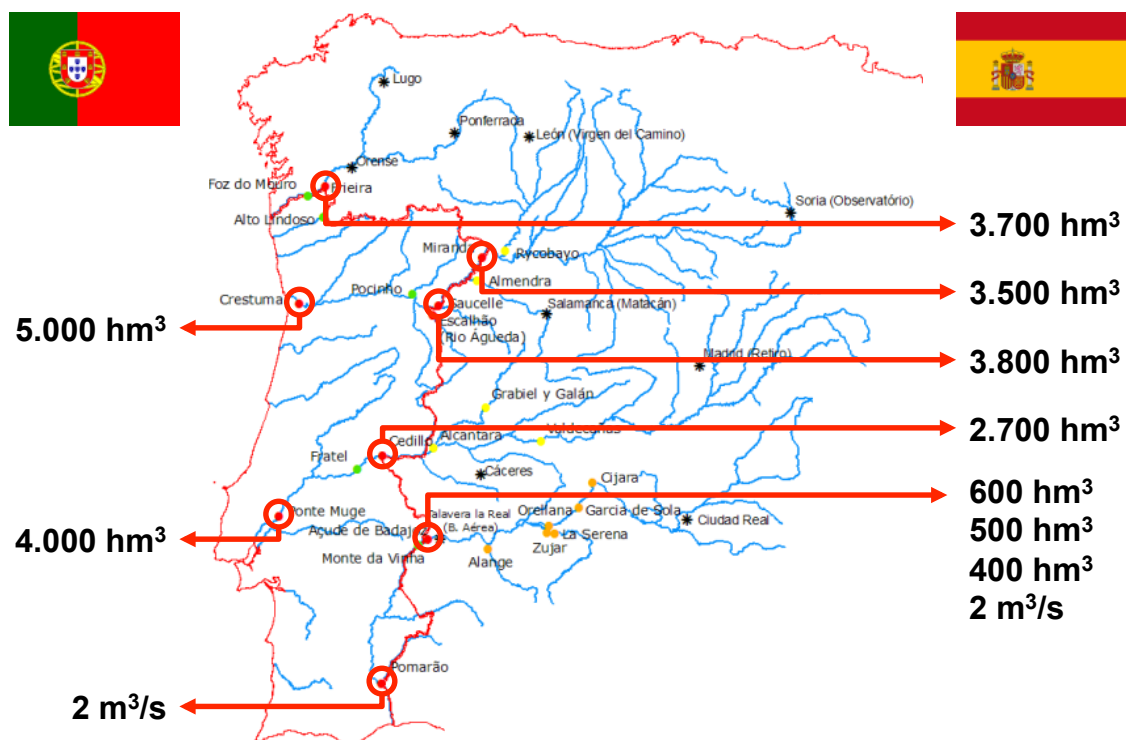 Lugo
Ponferrada
León (Virgen del Camino)
Orense
Foz do Mouro
Frieira
Soria (Observatório)
Alto Lindoso
3.700 hm³
Miranda
Rycobayo
Almendra
Pocinho
3.500 hm³
Crestuma
Saucelle
Salamanca (Matacán)
5.000 hm³
Escalhão
(Rio Águeda)
Madrid (Retiro)
3.800 hm³
Grabiel y Galán
2.700 hm³
Cedillo
Alcantara
Valdecañas
Fratel
Cáceres
Cijara
600 hm³
Ponte Muge
Talavera la Real
(B. Aérea)
Orellana
Garcia de Sola
Ciudad Real
500 hm³
4.000 hm³
Açude de Badajoz
La Serena
Zujar
Monte da Vinha
Alange
400 hm³
2 m³/s
Pomarão
2 m³/s